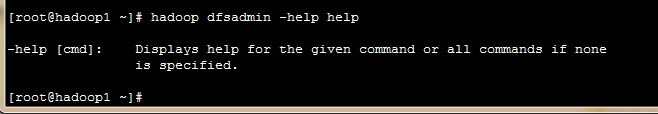 [root@hadoop1 ~]# hadoop dfsadmin -help help
-help [cmd]: Displays help for the given command or all commands if none
is specified.
[root@hadoop1 ~]#